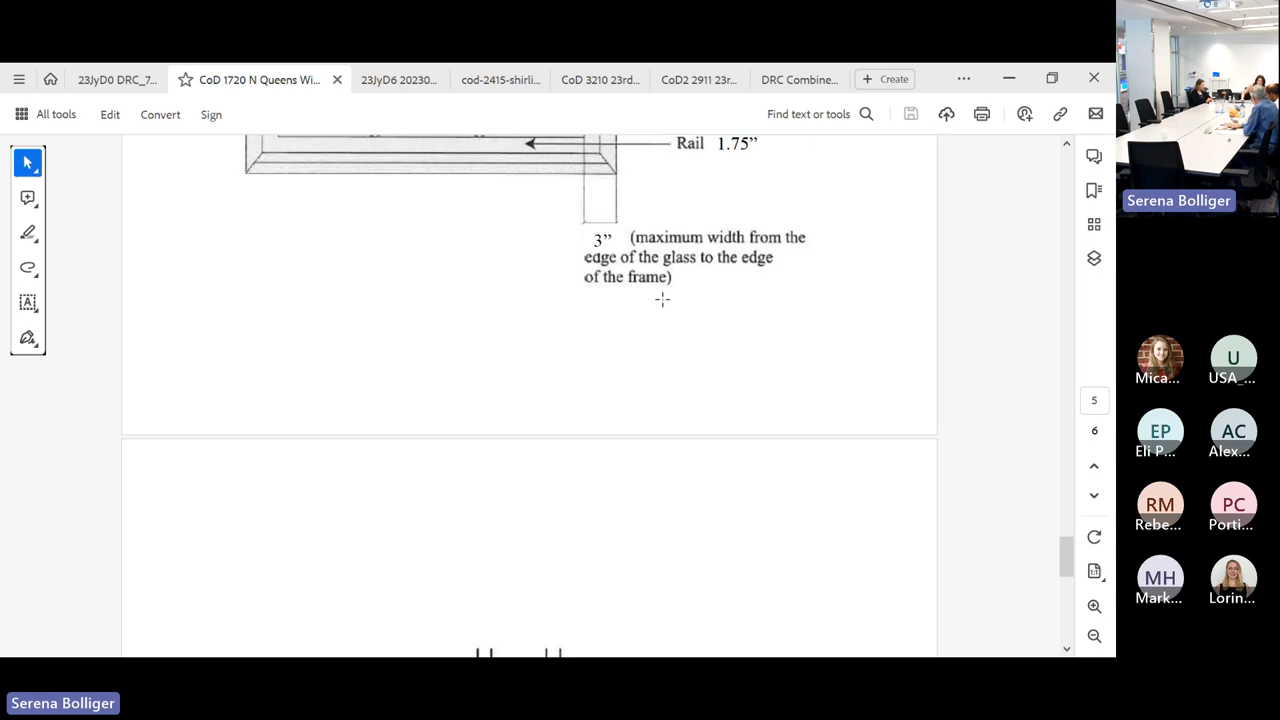 23JyD0 DRC_7...
CoD 1720 N Queens Wi...
23JyD6 20230...
cod-2415-shirli...
CoD 3210 23rd...
CoD2 2911 23r...
DRC Combine...
Create
All tools
Edit
Convert
Sign
Find text or tools
Rail 1.75”
3” (maximum width from the
edge of the glass to the edge
of the frame)
5
6
Serena Bolliger
Mica...
U
USA_...
EP
Eli P...
AC
Alex...
RM
Rebe...
PC
Porti...
MH
Mark...
Lorin...
Serena Bolliger